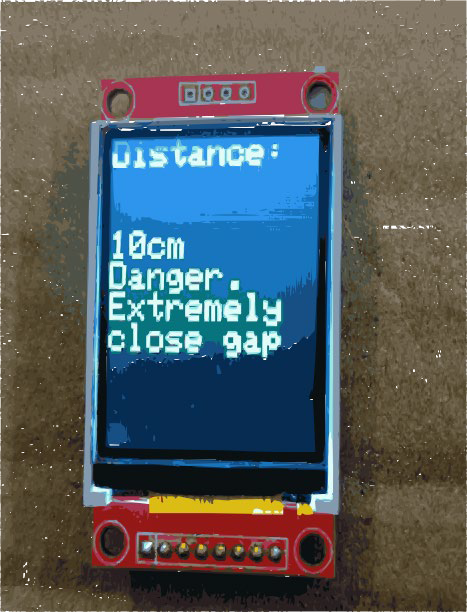 Distance:
10cm
Danger.
Extremely
close gap